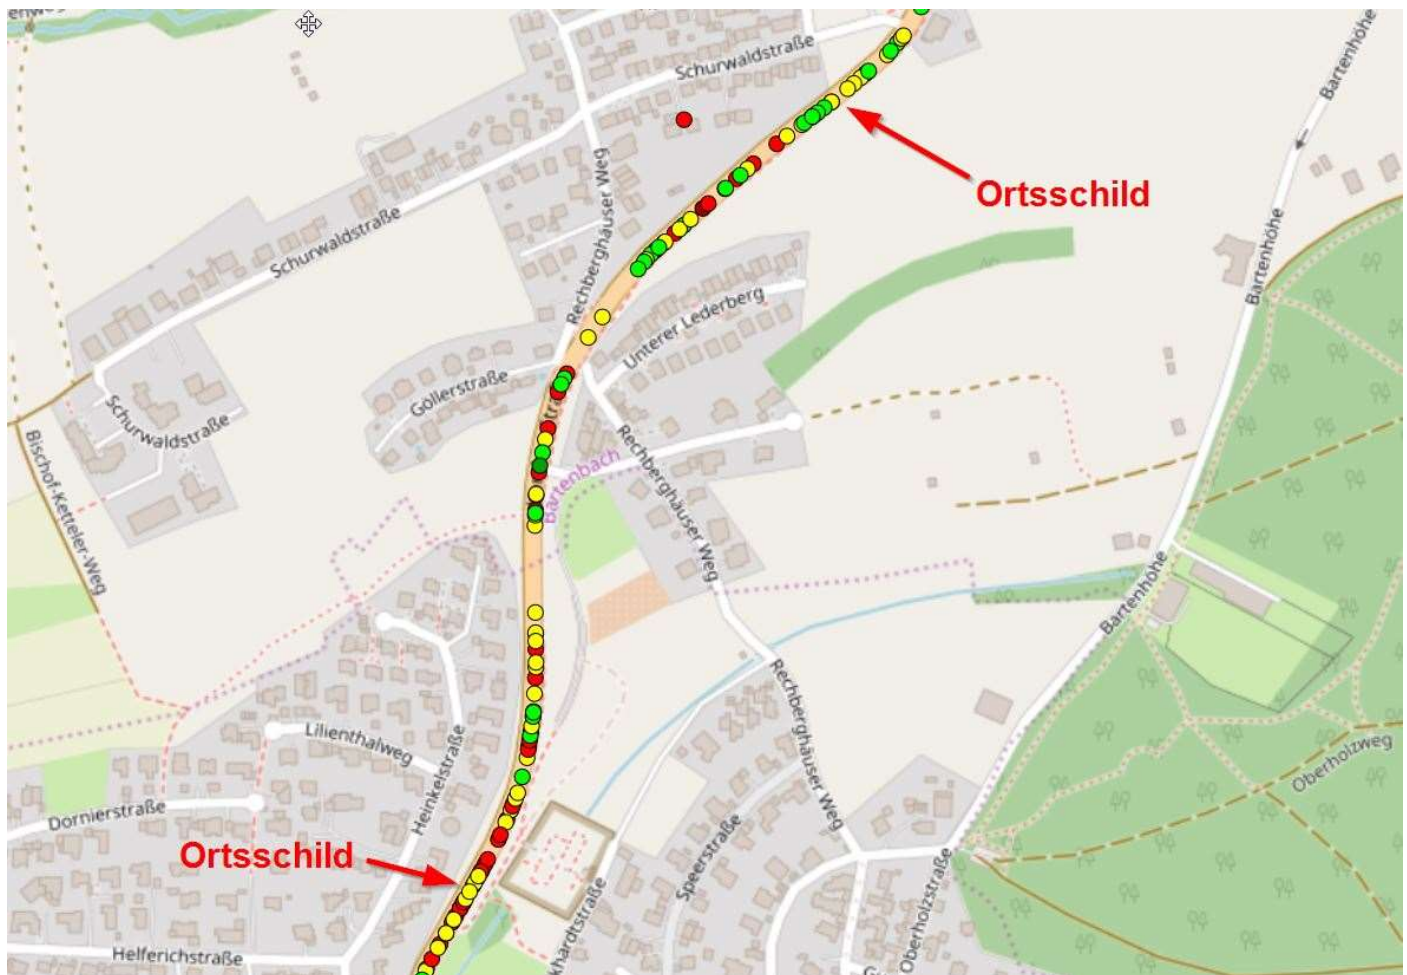 Schurwaldstraße
Bartenhöhe
Ortsschild
Rechberghäuser Weg
Schurwaldstraße
Bartenhöhe
Unterer Lederberg
Göllerstraße
Schurwaldstraße
Bischof-Ketteler-Weg
Bartenbach
Rechberghäuser Weg
Bartenhöhe
Lilienthalweg
Heinkelstraße
Rechberghäuser Weg
Oberholzweg
Dornierstraße
Ortsschild
Speerstraße
Oberholzstraße
Helferichstraße